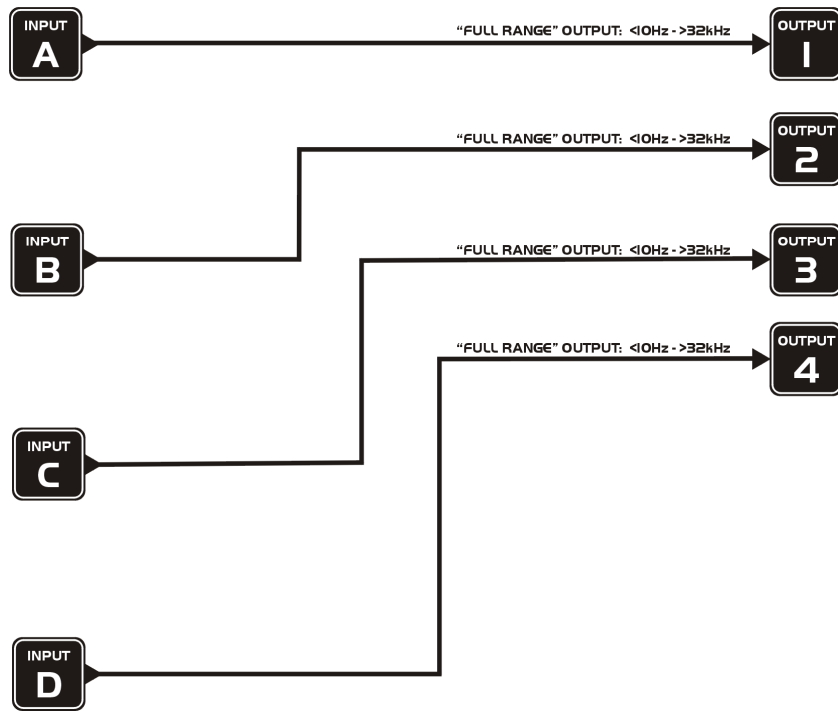 INPUT
A
"FULL RANGE" OUTPUT: <10Hz - >32kHz
OUTPUT
1
"FULL RANGE" OUTPUT: <10Hz - >32kHz
OUTPUT
2
INPUT
B
"FULL RANGE" OUTPUT: <10Hz - >32kHz
OUTPUT
3
"FULL RANGE" OUTPUT: <10Hz - >32kHz
OUTPUT
4
INPUT
C
INPUT
D